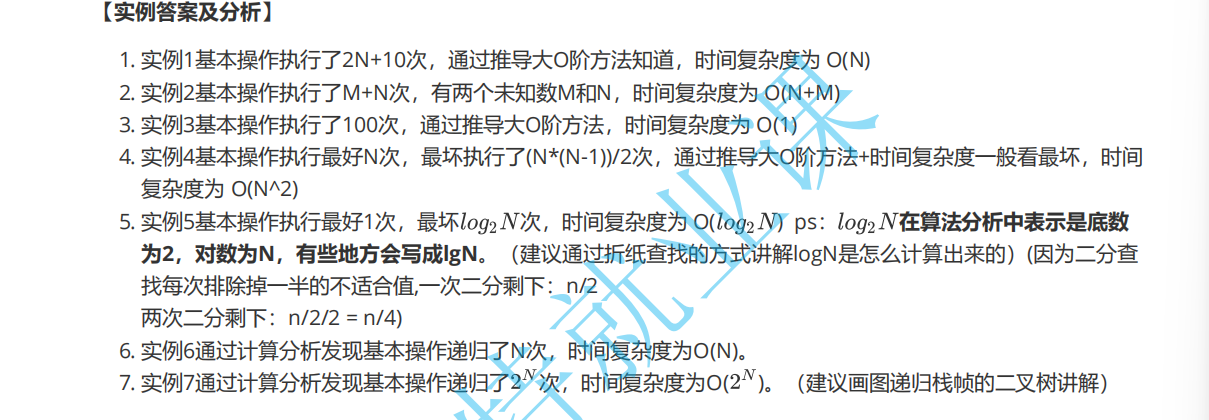 【实例答案及分析】
1. 实例1基本操作执行了2N+10次，通过推导大O阶方法知道，时间复杂度为 O(N)
2. 实例2基本操作执行了M+N次，有两个未知数M和N，时间复杂度为 O(N+M)
3. 实例3基本操作执行了100次，通过推导大O阶方法，时间复杂度为 O(1)
4. 实例4基本操作执行最好N次，最坏执行了(N*(N-1))/2次，通过推导大O阶方法+时间复杂度一般看最坏，时间
复杂度为 O(N^2)
5. 实例5基本操作执行最好1次，最坏log₂N次，时间复杂度为 O(log₂N) ps：log₂N在算法分析中表示是底数
为2，对数为N，有些地方会写成lgN。（建议通过折纸查找的方式讲解logN是怎么计算出来的）(因为二分查
找每次排除掉一半的不适合值,一次二分剩下：n/2
两次二分剩下：n/2/2 = n/4)
6. 实例6通过计算分析发现基本操作递归了N次，时间复杂度为O(N)。
7. 实例7通过计算分析发现基本操作递归了2^N次，时间复杂度为O(2^N)。（建议画图递归栈帧的二叉树讲解）
特就业课